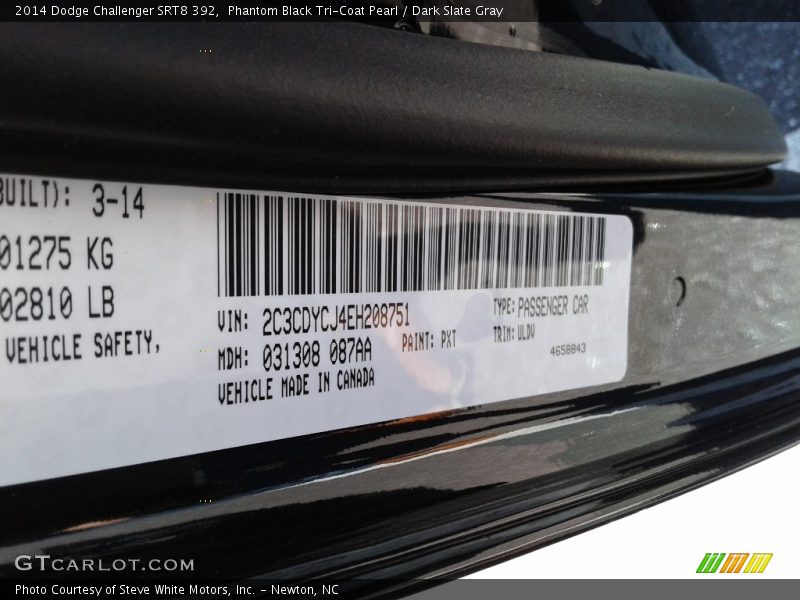 2014 Dodge Challenger SRT8 392,  Phantom Black Tri-Coat Pearl / Dark Slate Gray
BUILT): 3-14
01275 KG
02810 LB
VEHICLE SAFETY,
VIN: 2C3CDYCJ4EH208751
MDH: 031308 087AA
PAINT: PXT
VEHICLE MADE IN CANADA
TYPE: PASSENGER CAR
TRIM: VLDV
4658843
GTCARLOT.COM
Photo Courtesy of Steve White Motors, Inc. – Newton, NC